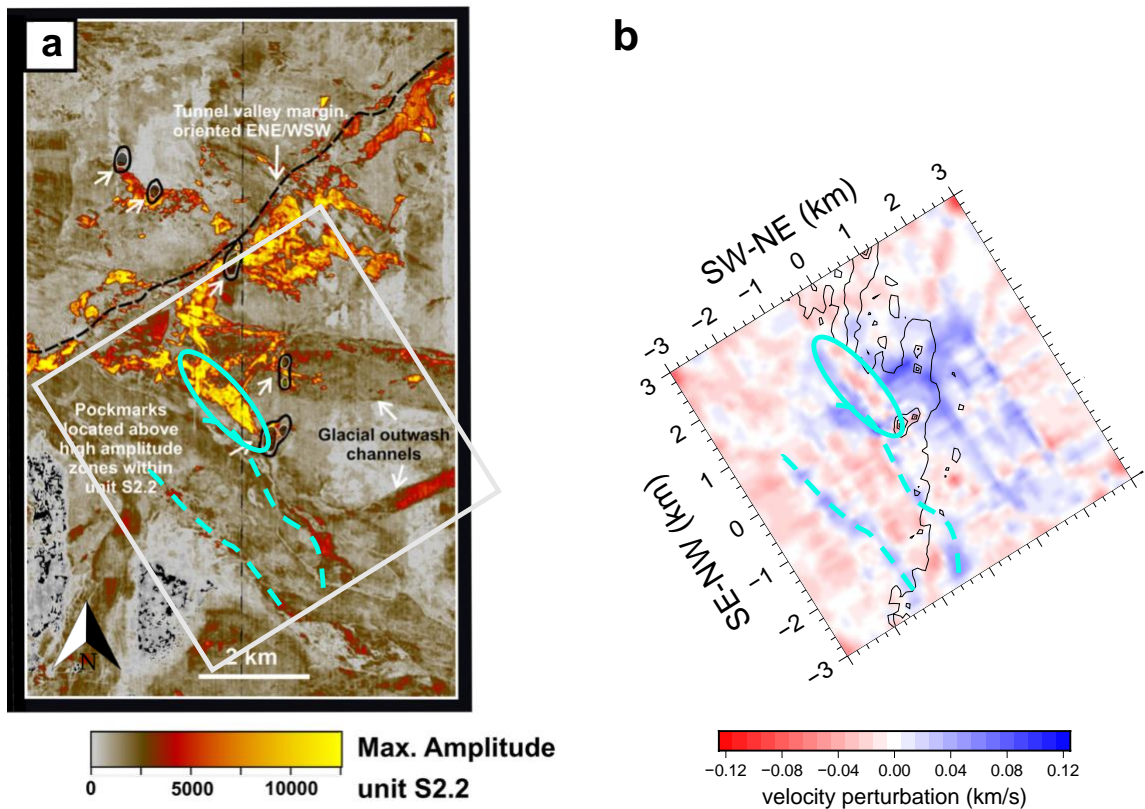 a
Tunnel valley margin,
oriented ENE/WSW
Pockmarks
located above
high amplitude
zones within
unit S2.2
Glacial outwash
channels
N
2 km
0 5000 10000
Max. Amplitude
unit S2.2
b
SW-NE (km)
−3 −2 −1 0 1 2 3
SE-NW (km)
3 2 1 0 −1 −2 −3
−0.12 −0.08 −0.04 0.00 0.04 0.08 0.12
velocity perturbation (km/s)